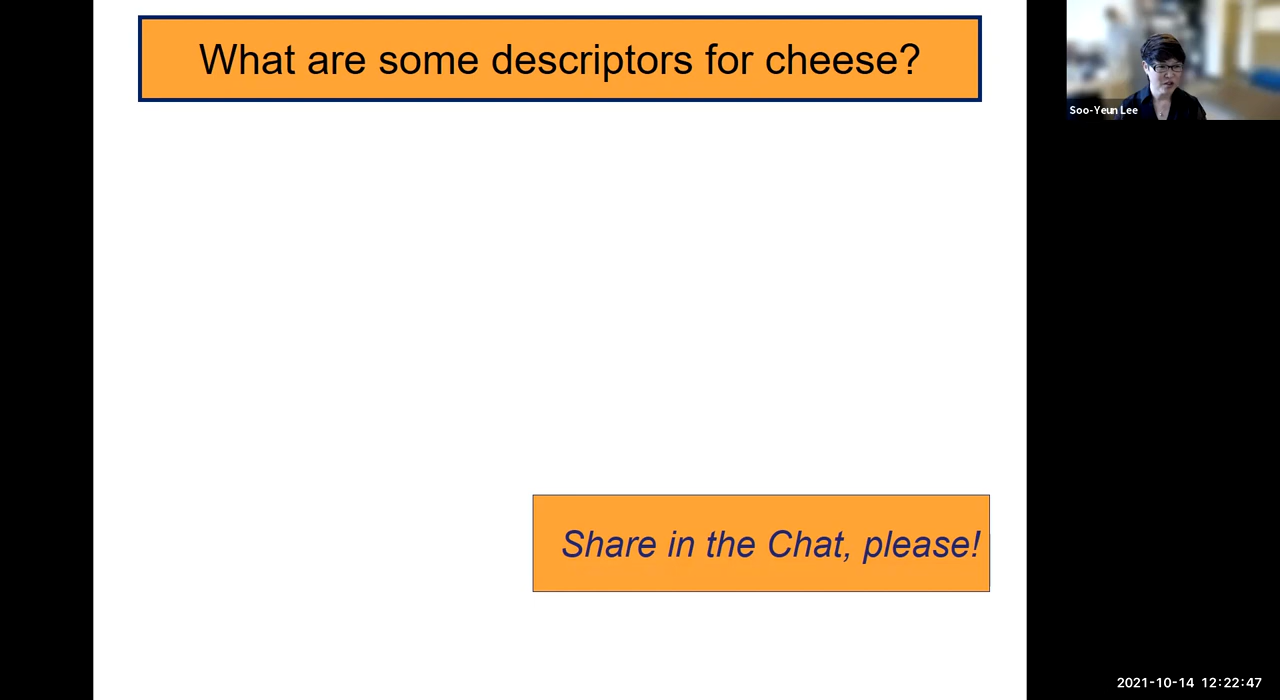 What are some descriptors for cheese?
Soo-Yeun Lee
Share in the Chat, please!
2021-10-14 12:22:47